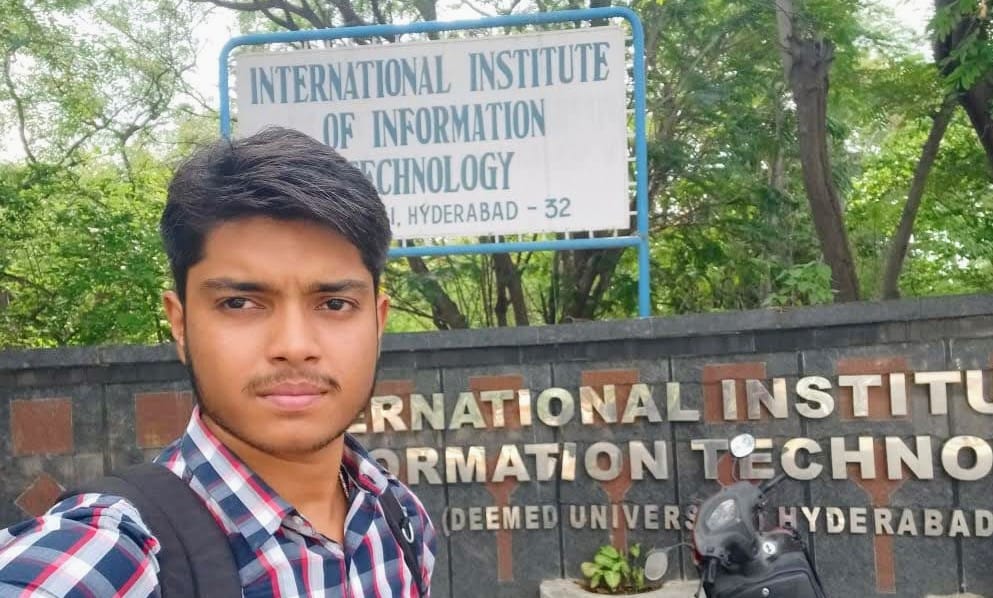 INTERNATIONAL INSTITUTE
OF INFORMATION
ECHNOLOGY
I, HYDERABAD - 32
ERNATIONAL INSTITU
ORMATION TECHNO
(DEEMED UNIVERS HYDERABAD